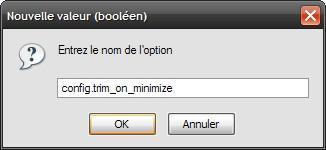 Nouvelle valeur (booléen)
Entrez le nom de l'option
config.trim_on_minimize
OK
Annuler